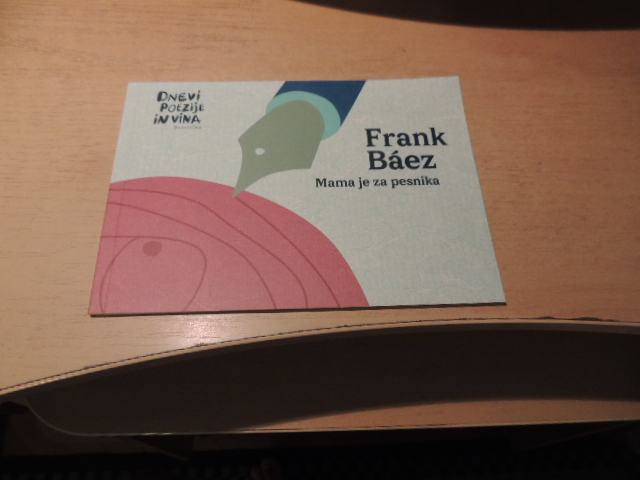 DNEVI
POEZIJE
IN VINA
Frank
Báez
Mama je za pesnika